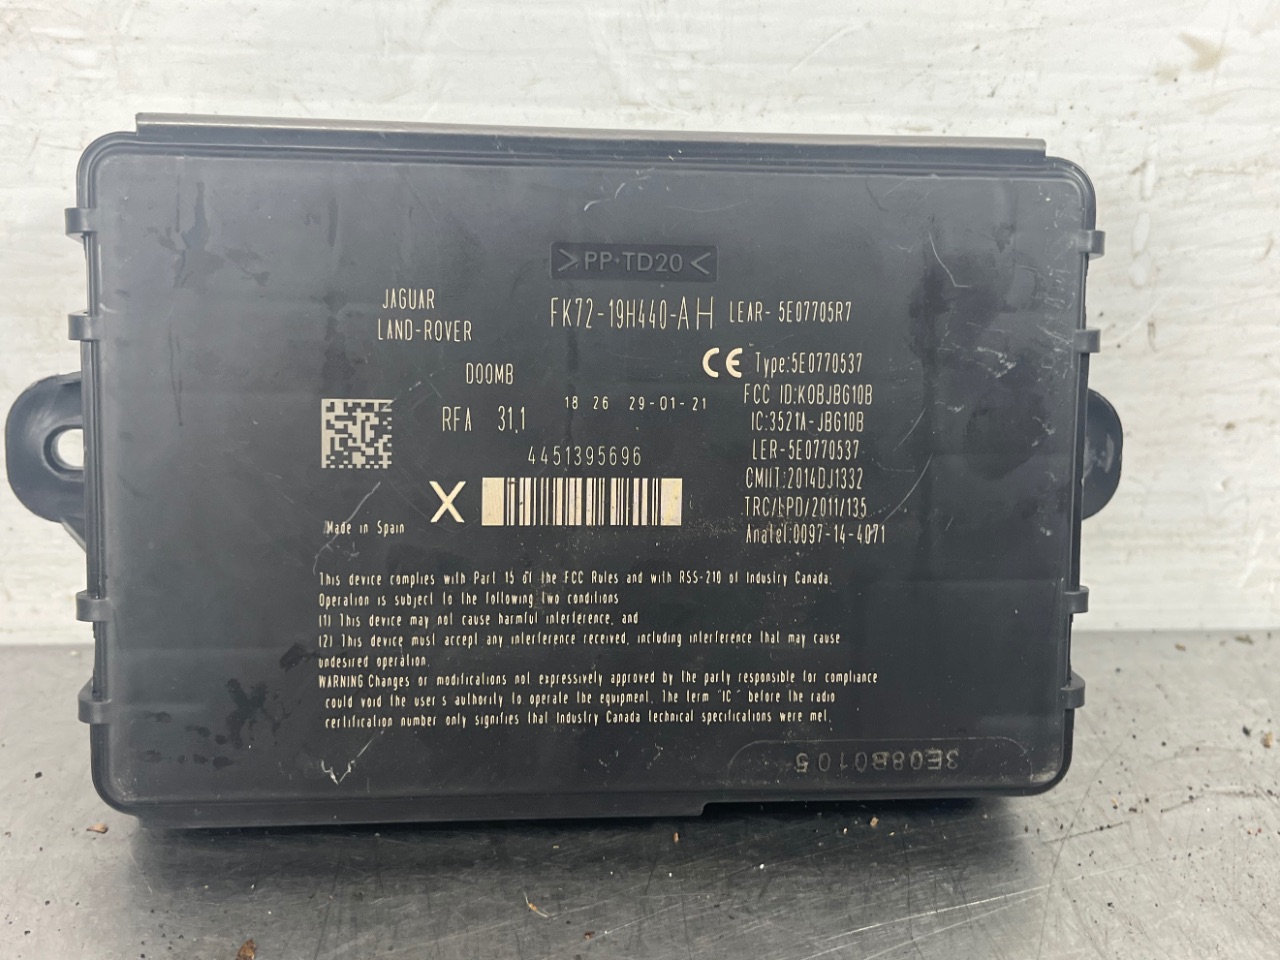 >PP-TD20<
JAGUAR
LAND-ROVER
FK72-19H440-AH LEAR- 5E07705R7
D00MB
CE Type:5E0770537
FCC ID:KOBJBG10B
18 26 29-01-21
RFA 31.1
IC:3521A-JBG10B
LER-5E0770537
4451395696
CMIIT:2014DJ1332
X
TRC/LPD/2011/135
Made in Spain
Anatel:0097-14-4071
This device complies with Part 15 of the FCC Rules and with RSS-210 of Industry Canada.
Operation is subject to the following two conditions
(1) This device may not cause harmful interference, and
(2) This device must accept any interference received, including interference that may cause
undesired operation.
WARNING Changes or modifications not expressively approved by the party responsible for compliance
could void the user s authority to operate the equipment. The term "IC" before the radio
certification number only signifies that Industry Canada technical specifications were met.
3E08B0105